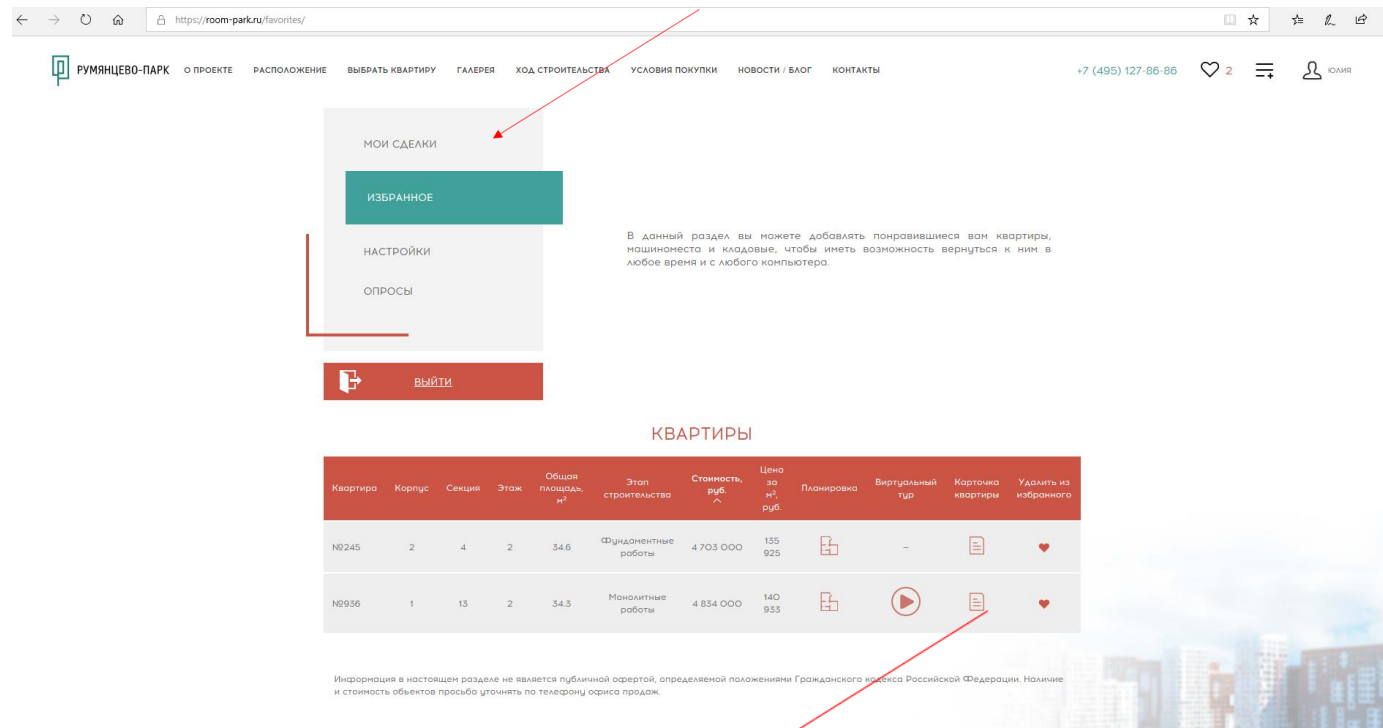 https://room-park.ru/favorites/
РУМЯНЦЕВО-ПАРК О ПРОЕКТЕ РАСПОЛОЖЕНИЕ ВЫБРАТЬ КВАРТИРУ ГАЛЕРЕЯ ХОД СТРОИТЕЛЬСТВА УСЛОВИЯ ПОКУПКИ НОВОСТИ / БЛОГ КОНТАКТЫ +7 (495) 127-86-86 2 ЮЛИЯ
МОИ СДЕЛКИ
ИЗБРАННОЕ
НАСТРОЙКИ
ОПРОСЫ
ВЫЙТИ
В данный раздел вы можете добавлять понравившиеся вам квартиры,
машиноместа и кладовые, чтобы иметь возможность вернуться к ним в
любое время и с любого компьютера.
КВАРТИРЫ
Квартира Корпус Секция Этаж Общая площадь, м² Этап строительства Стоимость, руб. Цена за м², руб. Планировка Виртуальный тур Карточка квартиры Удалить из избранного
№245 2 4 2 34.6 Фундаментные работы 4 703 000 135 925 –
№936 1 13 2 34.3 Монолитные работы 4 834 000 140 933
Информация в настоящем разделе не является публичной офертой, определяемой положениями Гражданского кодекса Российской Федерации. Наличие
и стоимость объектов просьба уточнять по телефону офиса продаж.